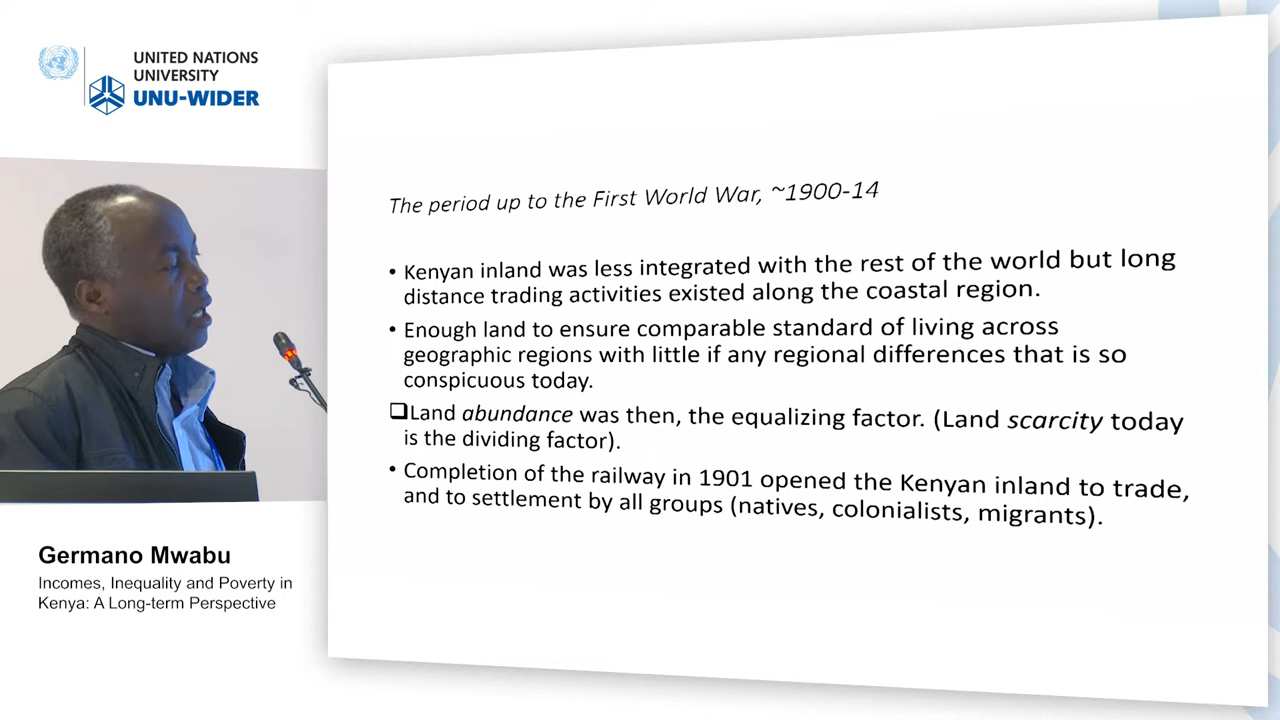 UNITED NATIONS
UNIVERSITY
UNU-WIDER
The period up to the First World War, ~1900-14
• Kenyan inland was less integrated with the rest of the world but long
distance trading activities existed along the coastal region.
• Enough land to ensure comparable standard of living across
geographic regions with little if any regional differences that is so
conspicuous today.
❑Land abundance was then, the equalizing factor. (Land scarcity today
is the dividing factor).
• Completion of the railway in 1901 opened the Kenyan inland to trade,
and to settlement by all groups (natives, colonialists, migrants).
Germano Mwabu
Incomes, Inequality and Poverty in
Kenya: A Long-term Perspective